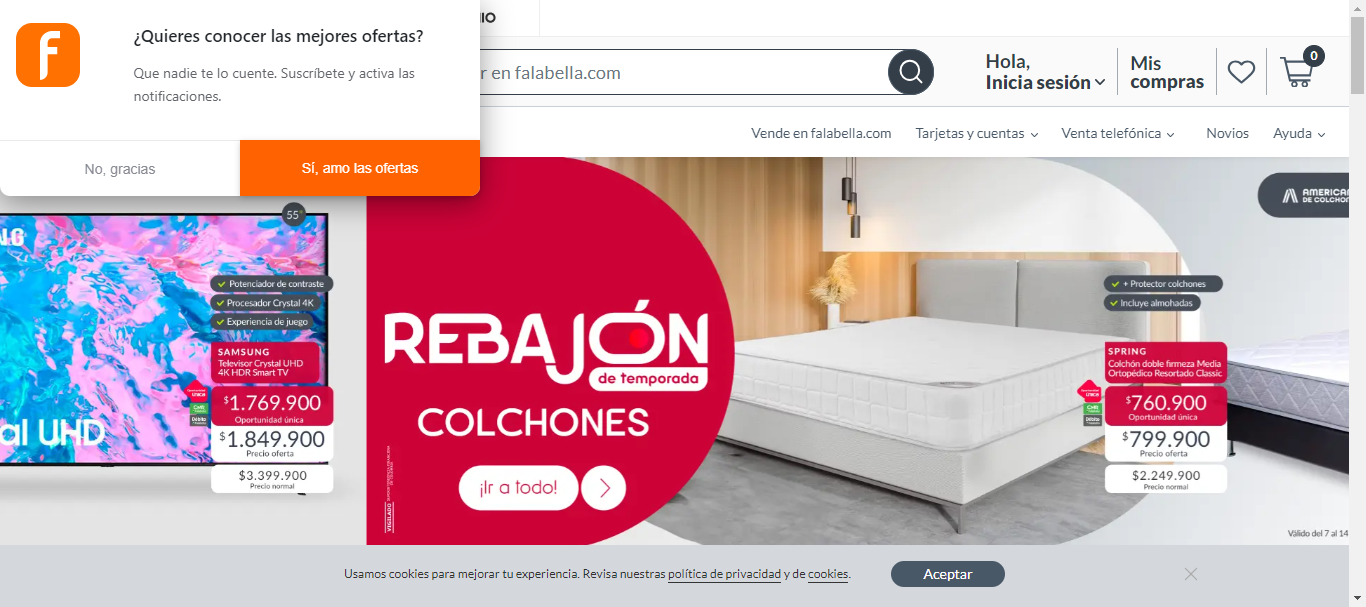 ¿Quieres conocer las mejores ofertas?
Que nadie te lo cuente. Suscríbete y activa las
notificaciones.
No, gracias
Sí, amo las ofertas
en falabella.com
Hola,
Inicia sesión
Mis
compras
0
Vende en falabella.com
Tarjetas y cuentas
Venta telefónica
Novios
Ayuda
55"
Potenciador de contraste
Procesador Crystal 4K
Experiencia de juego
SAMSUNG
Televisor Crystal UHD
4K HDR Smart TV
$1.769.900
Oportunidad única
$1.849.900
Precio oferta
$3.399.900
Precio normal
al UHD
REBAJÓN
de temporada
COLCHONES
¡Ir a todo!
VIGILADO
AMERICAN
DE COLCHON
+ Protector colchones
Incluye almohadas
SPRING
Colchón doble firmeza Media
Ortopédico Resortado Classic
$760.900
Oportunidad única
$799.900
Precio oferta
$2.249.900
Precio normal
Válido del 7 al 14
Usamos cookies para mejorar tu experiencia. Revisa nuestras política de privacidad y de cookies.
Aceptar